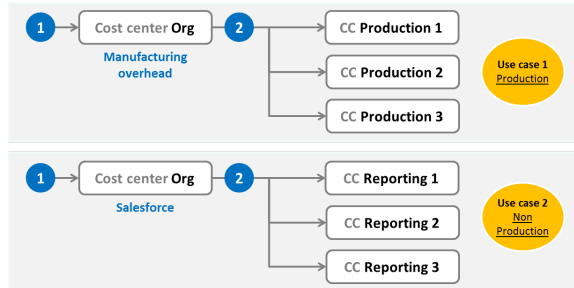 1
Cost center Org
2
CC Production 1
Manufacturing
overhead
CC Production 2
CC Production 3
Use case 1
Production
1
Cost center Org
2
CC Reporting 1
Salesforce
CC Reporting 2
CC Reporting 3
Use case 2
Non
Production